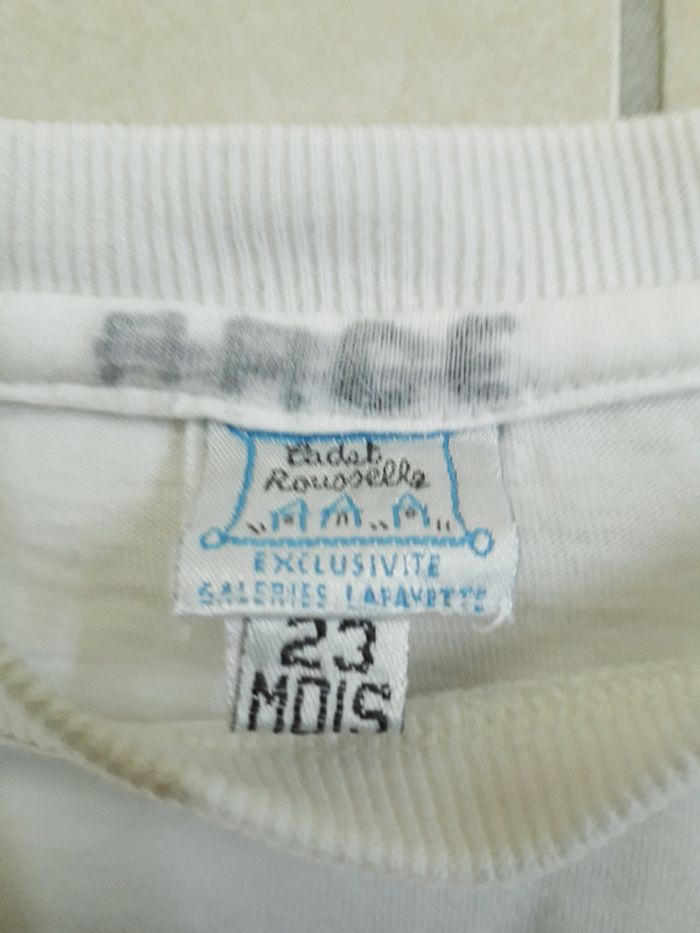 Cadet
Rousselle
EXCLUSIVITE
GALERIES LAFAYETTE
23
MOIS